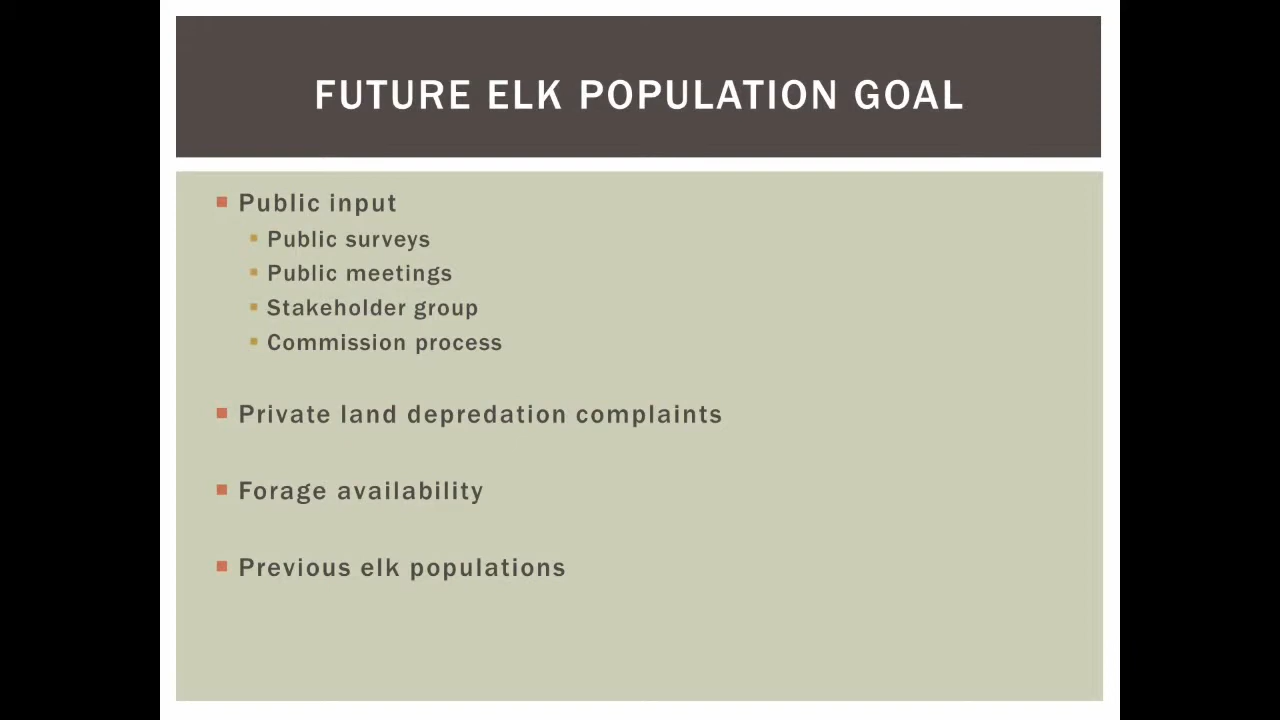 FUTURE ELK POPULATION GOAL
Public input
Public surveys
Public meetings
Stakeholder group
Commission process
Private land depredation complaints
Forage availability
Previous elk populations